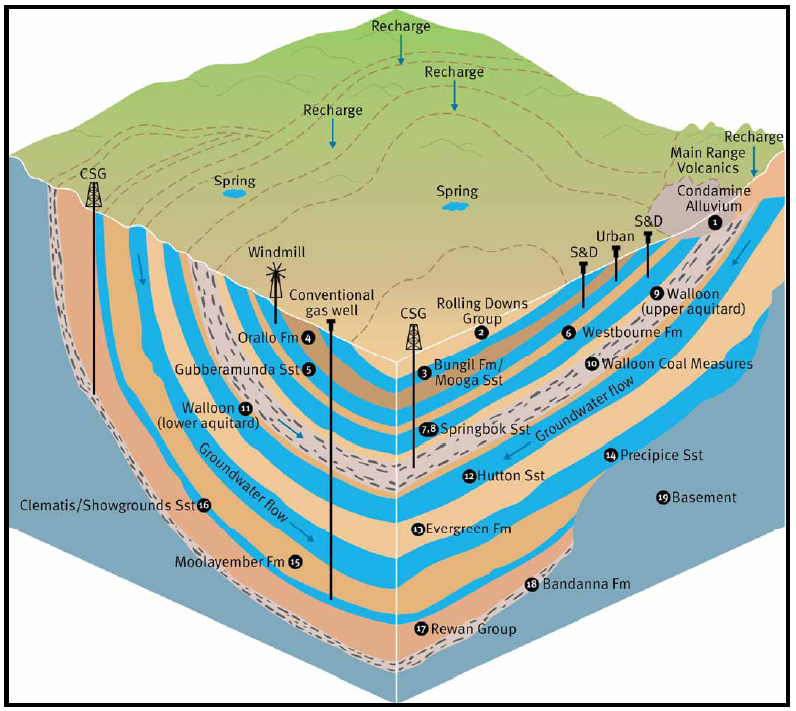 Recharge
Recharge
Recharge
Recharge
Main Range
Volcanics
Condamine
Alluvium
1
CSG
Spring
Spring
S&D
Urban
S&D
Windmill
Conventional
gas well
CSG
Rolling Downs
Group
2
9 Walloon
(upper aquitard)
Orallo Fm 4
6 Westbourne Fm
Gubberamunda Sst 5
3 Bungil Fm/
Mooga Sst
10 Walloon Coal Measures
Walloon 11
(lower aquitard)
7,8 Springbok Sst
Groundwater flow
Groundwater flow
14 Precipice Sst
12 Hutton Sst
19 Basement
Clematis/Showgrounds Sst 16
13 Evergreen Fm
Moolayember Fm 15
18 Bandanna Fm
17 Rewan Group